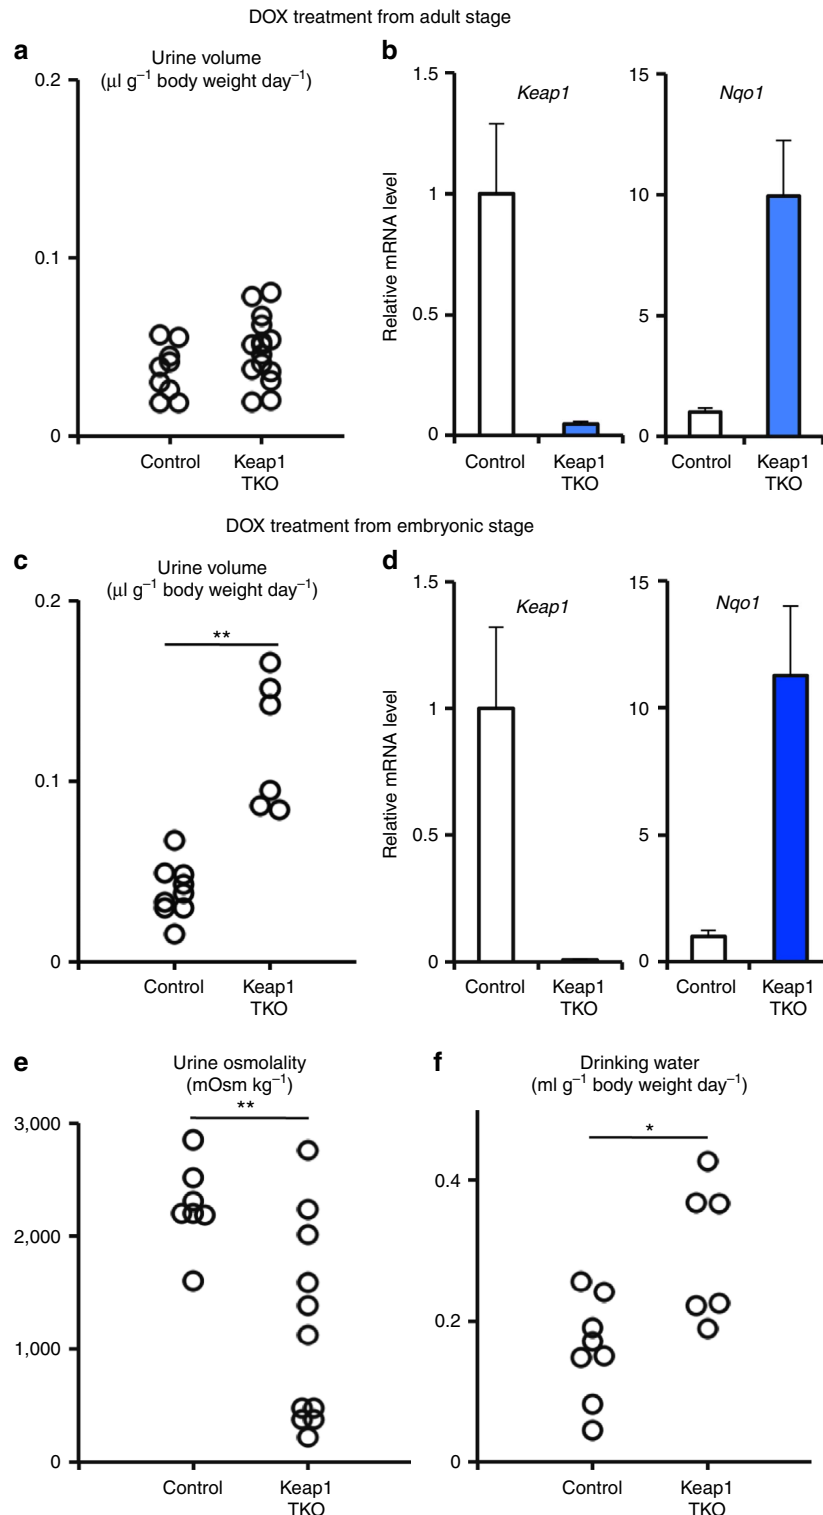 DOX treatment from adult stage
a
Urine volume
(μl g⁻¹ body weight day⁻¹)
0.2
0.1
0
Control
Keap1
TKO
b
Relative mRNA level
Keap1
1.5
1
0.5
0
Control
Keap1
TKO
Nqo1
15
10
5
0
Control
Keap1
TKO
DOX treatment from embryonic stage
c
Urine volume
(μl g⁻¹ body weight day⁻¹)
0.2
**
0.1
0
Control
Keap1
TKO
d
Relative mRNA level
Keap1
1.5
1
0.5
0
Control
Keap1
TKO
Nqo1
15
10
5
0
Control
Keap1
TKO
e
Urine osmolality
(mOsm kg⁻¹)
**
3,000
2,000
1,000
0
Control
Keap1
TKO
f
Drinking water
(ml g⁻¹ body weight day⁻¹)
*
0.4
0.2
0
Control
Keap1
TKO